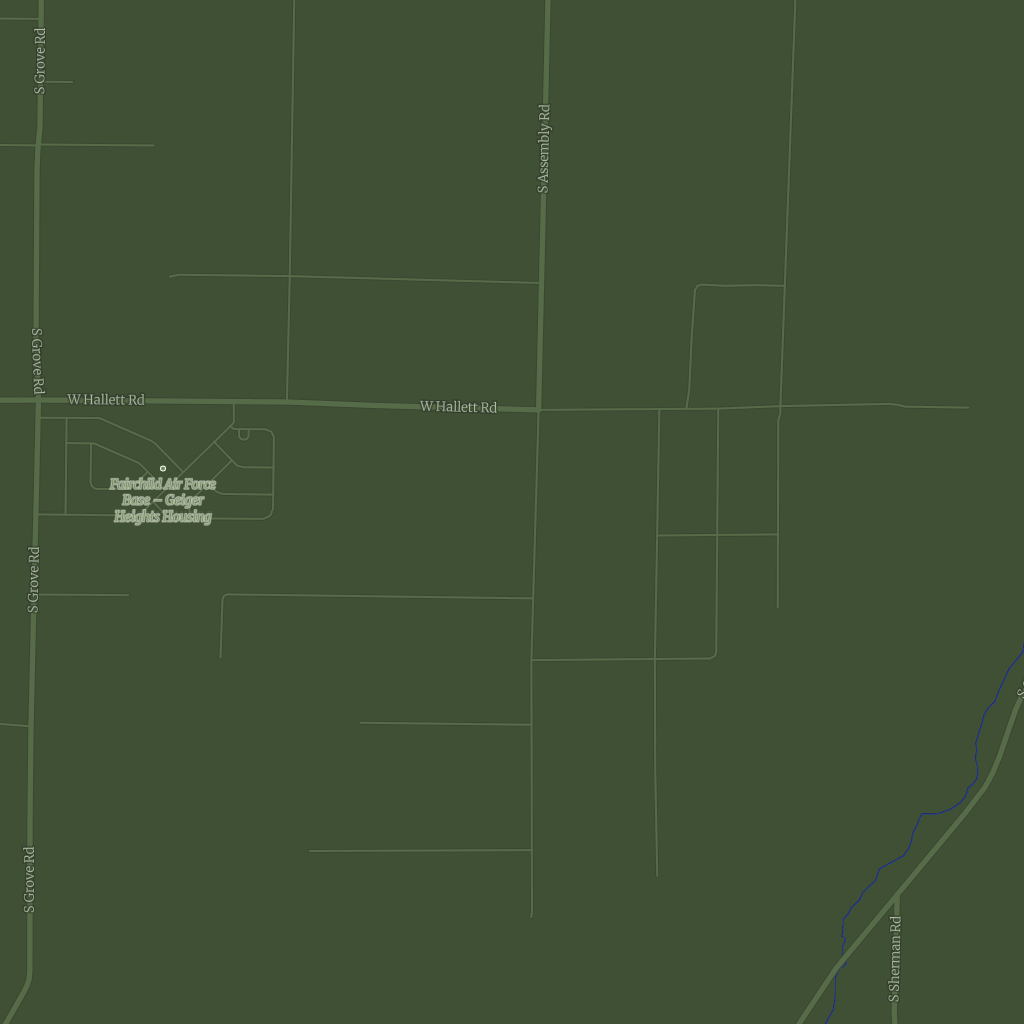 S Grove Rd
S Assembly Rd
S Grove Rd
W Hallett Rd
W Hallett Rd
Fairchild Air Force
Base – Geiger
Heights Housing
S Grove Rd
S Grove Rd
S Sherman Rd